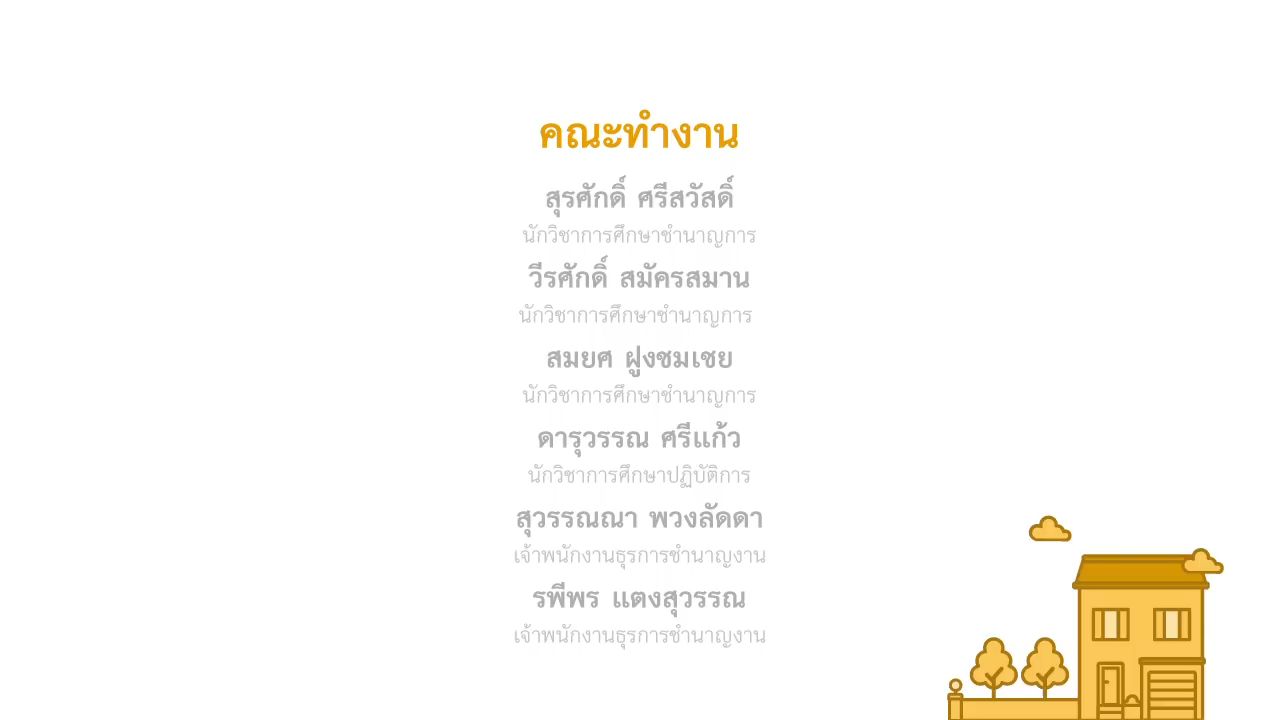 คณะทำงาน
สุรศักดิ์ ศรีสวัสดิ์
นักวิชาการศึกษาชำนาญการ
วีรศักดิ์ สมัครสมาน
นักวิชาการศึกษาชำนาญการ
สมยศ ฝูงชมเชย
นักวิชาการศึกษาชำนาญการ
ดารุวรรณ ศรีแก้ว
นักวิชาการศึกษาปฏิบัติการ
สุวรรณณา พวงลัดดา
เจ้าพนักงานธุรการชำนาญงาน
รพีพร แตงสุวรรณ
เจ้าพนักงานธุรการชำนาญงาน